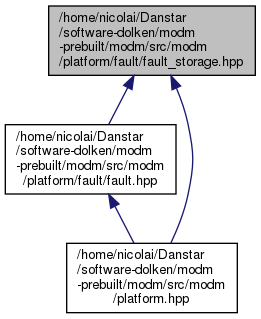 /home/nicolai/Danstar
/software-dolken/modm
-prebuilt/modm/src/modm
/platform/fault/fault_storage.hpp
/home/nicolai/Danstar
/software-dolken/modm
-prebuilt/modm/src/modm
/platform/fault/fault.hpp
/home/nicolai/Danstar
/software-dolken/modm
-prebuilt/modm/src/modm
/platform.hpp